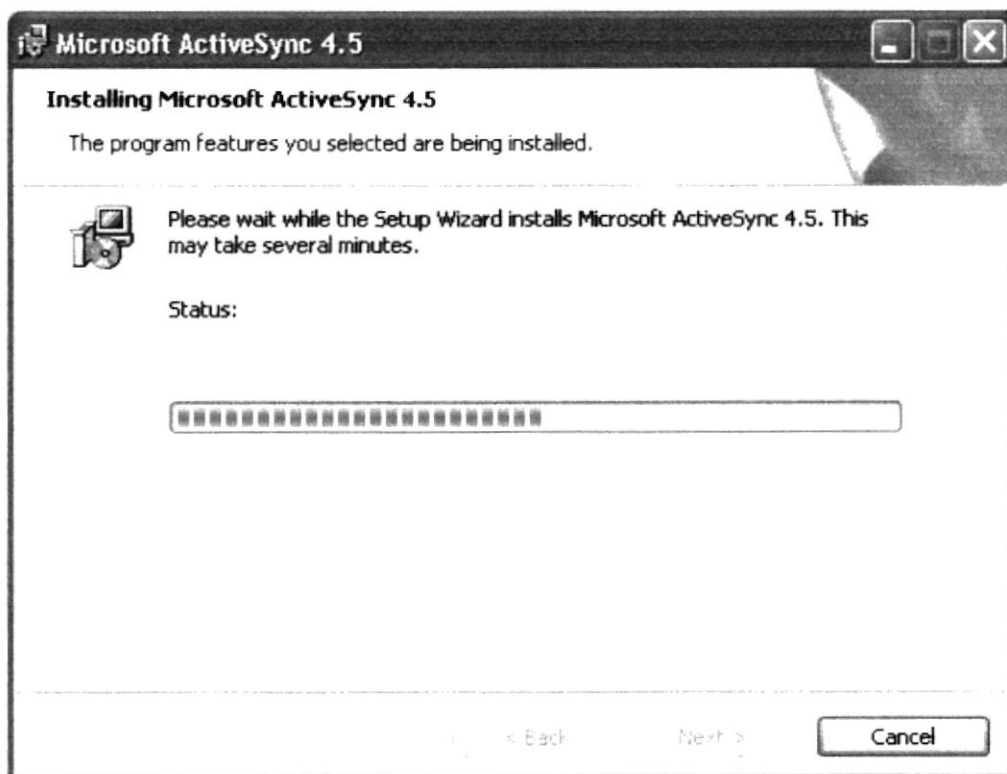 Microsoft ActiveSync 4.5
Installing Microsoft ActiveSync 4.5
The program features you selected are being installed.
Please wait while the Setup Wizard installs Microsoft ActiveSync 4.5. This
may take several minutes.
Status:
< Back Next > Cancel